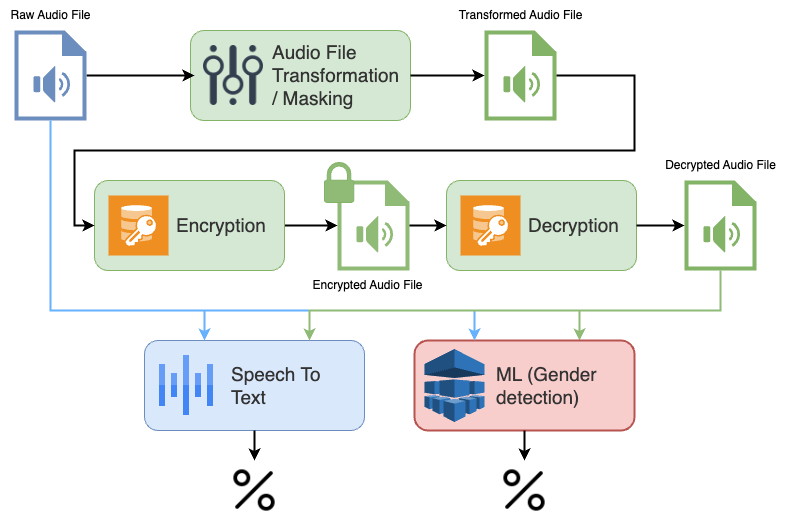 Raw Audio File
Transformed Audio File
Audio File
Transformation
/ Masking
Decrypted Audio File
Encryption
Decryption
Encrypted Audio File
Speech To
Text
ML (Gender
detection)
%
%